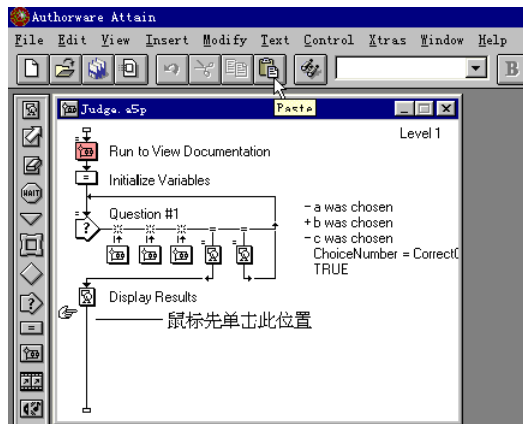 Authorware Attain
File Edit View Insert Modify Text Control Xtras Window Help
B
Paste
Judge.a5p
Level 1
Run to View Documentation
= Initialize Variables
Question #1
- a was chosen
+ b was chosen
- c was chosen
ChoiceNumber = Correct
TRUE
Display Results
鼠标先单击此位置
WAIT